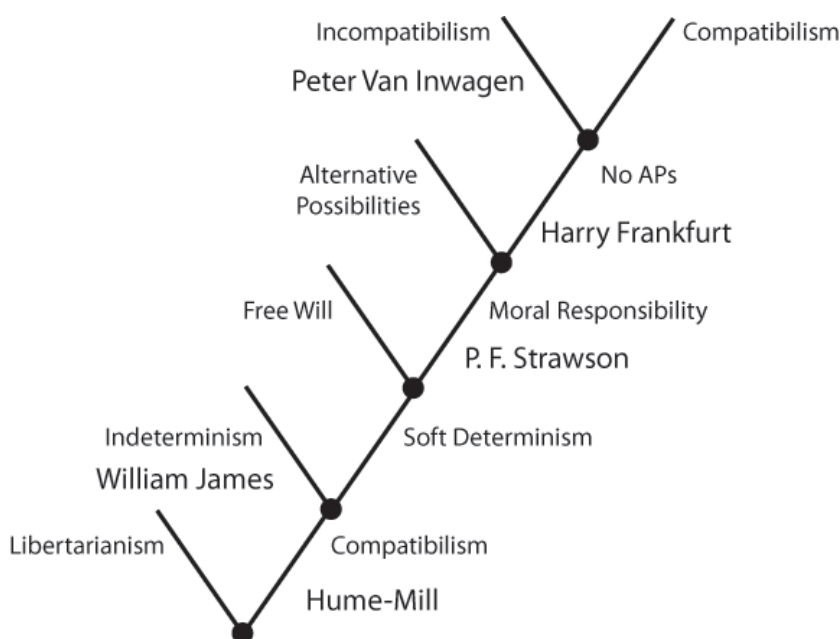 Incompatibilism
Compatibilism
Peter Van Inwagen
Alternative
Possibilities
No APs
Harry Frankfurt
Free Will
Moral Responsibility
P. F. Strawson
Indeterminism
Soft Determinism
William James
Libertarianism
Compatibilism
Hume-Mill